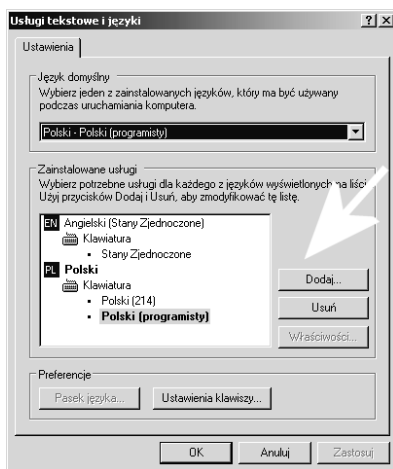 Usługi tekstowe i języki
Ustawienia
Język domyślny
Wybierz jeden z zainstalowanych języków, który ma być używany
podczas uruchamiania komputera.
Polski - Polski (programisty)
Zainstalowane usługi
Wybierz potrzebne usługi dla każdego z języków wyświetlonych na liści
Użyj przycisków Dodaj i Usuń, aby zmodyfikować tę listę.
EN Angielski (Stany Zjednoczone)
Klawiatura
• Stany Zjednoczone
PL Polski
Klawiatura
• Polski (214)
• Polski (programisty)
Dodaj...
Usuń
Właściwości...
Preferencje
Pasek języka...
Ustawienia klawiszy...
OK
Anuluj
Zastosuj